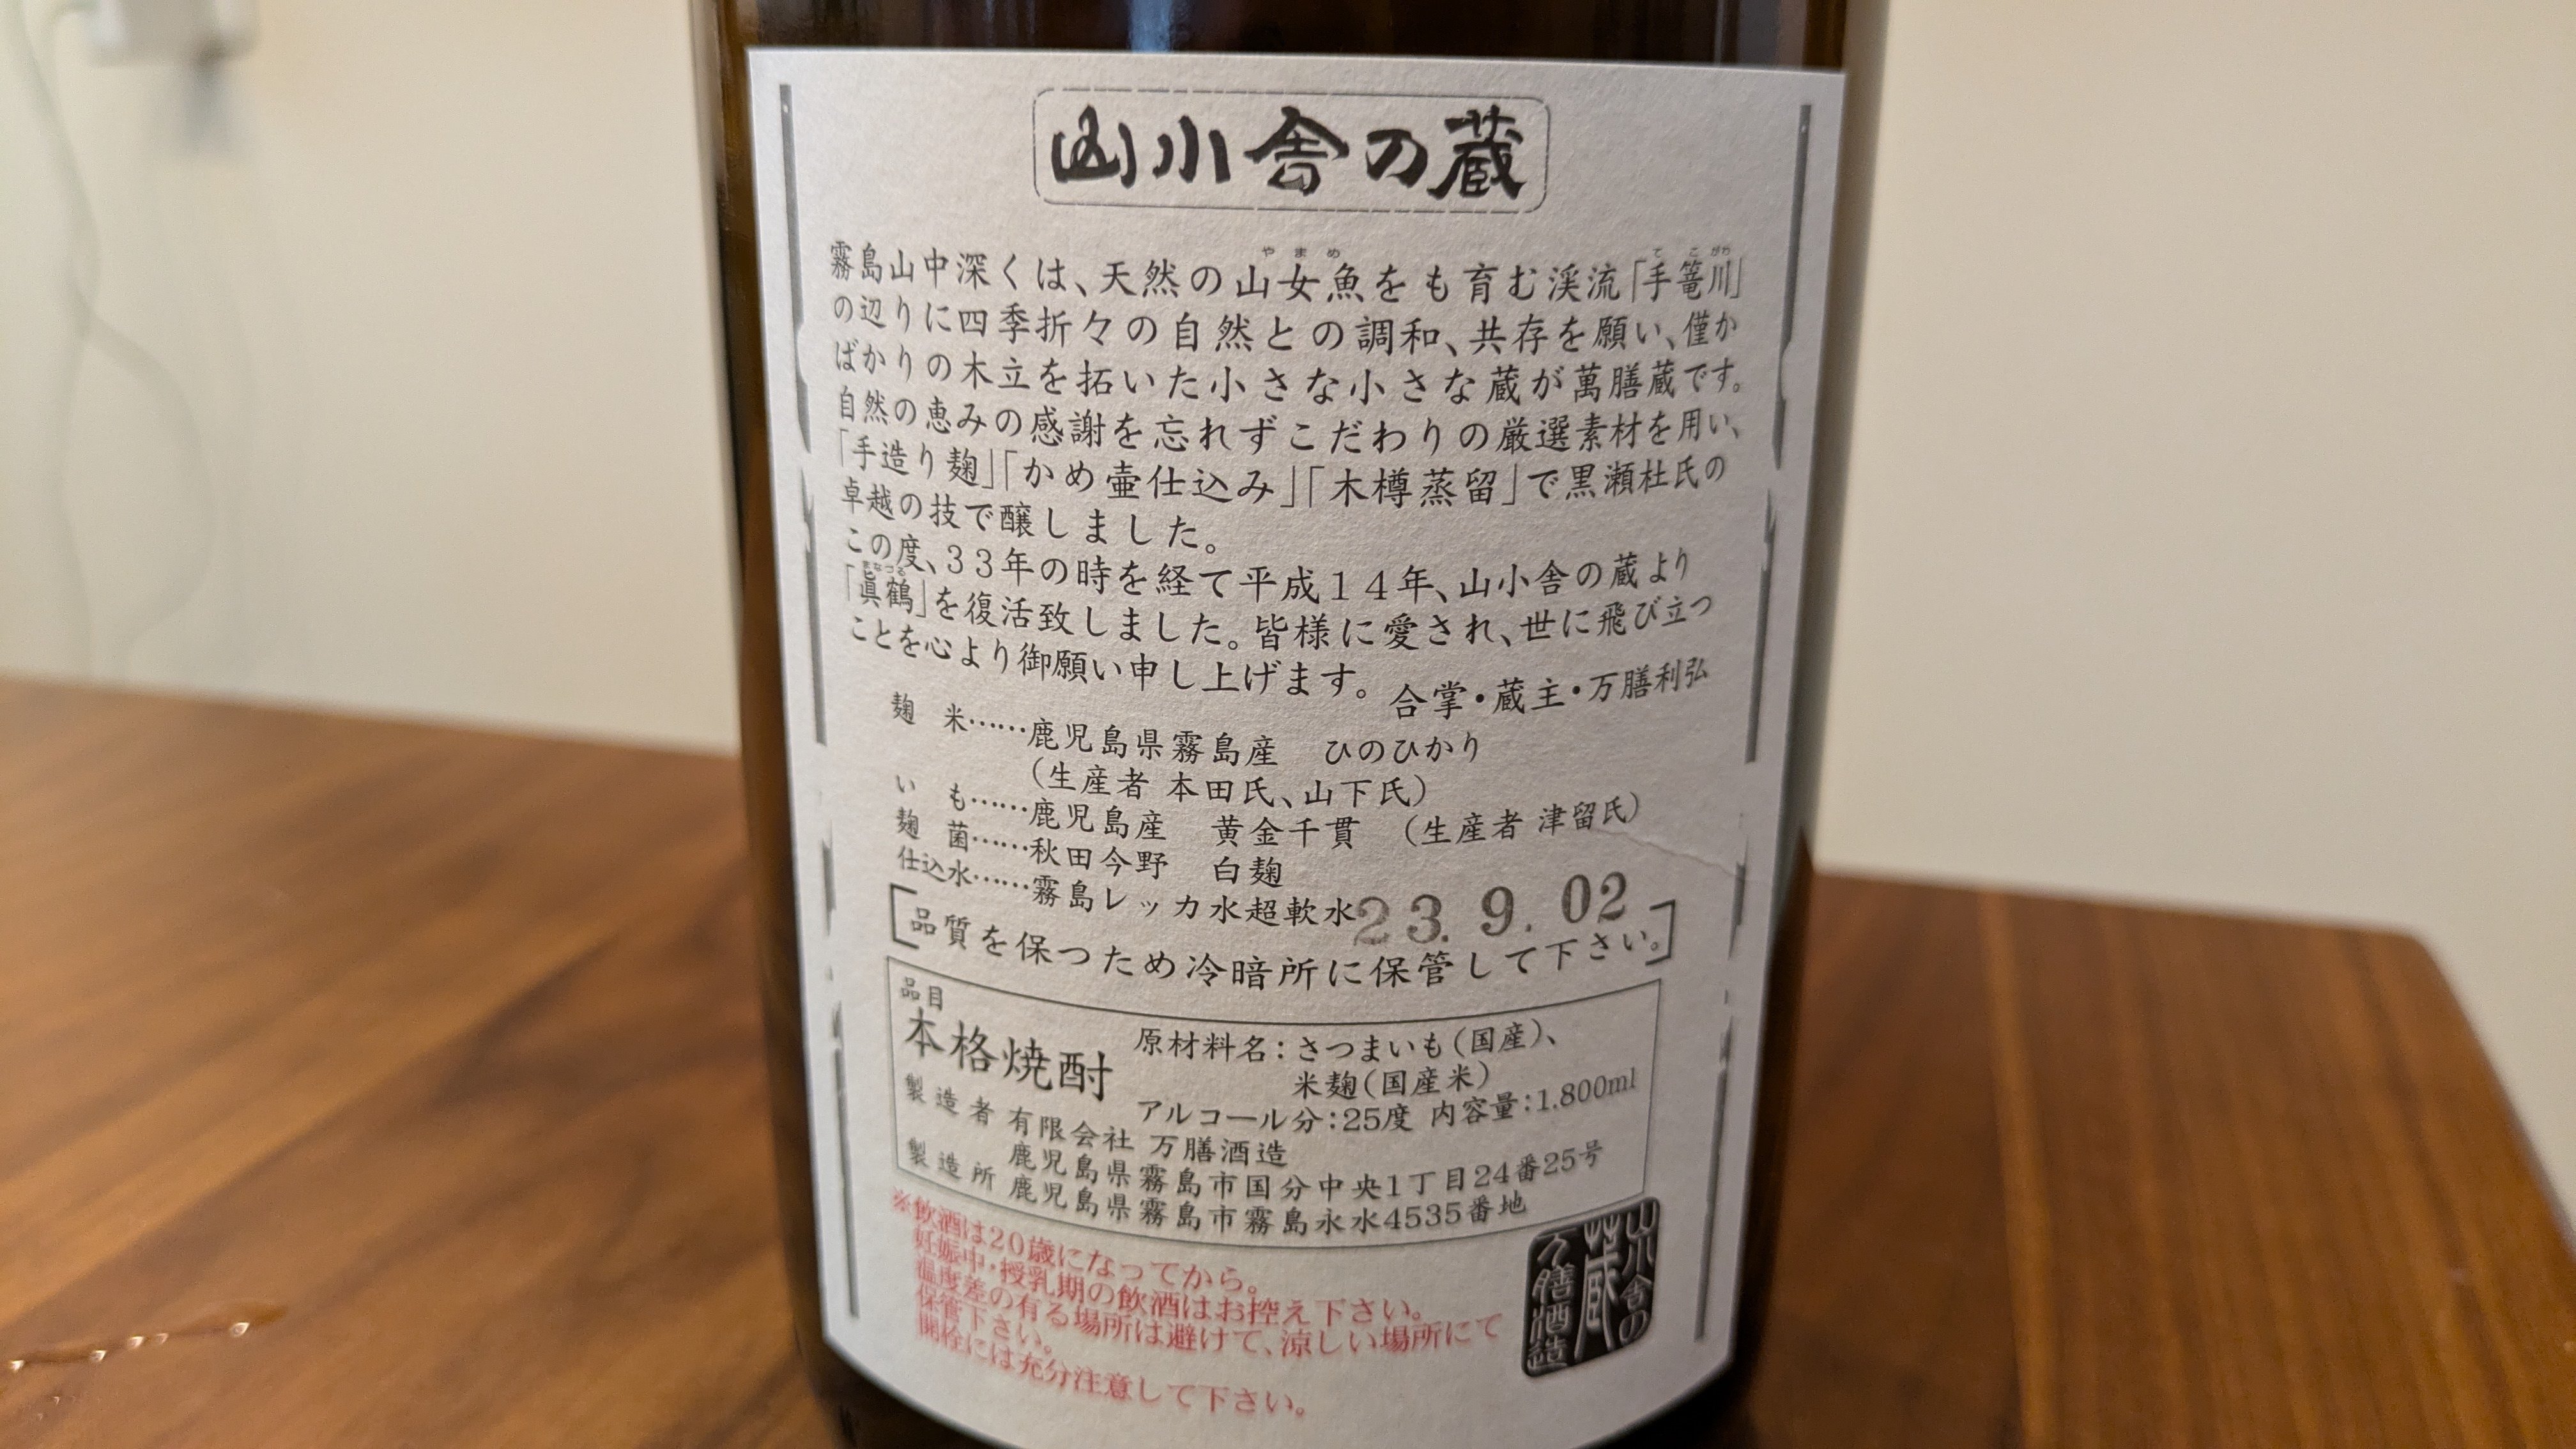 山小舎の蔵
やまめ てこがわ
霧島山中深くは、天然の山女魚をも育む渓流「手篭川」
の辺りに四季折々の自然との調和、共存を願い、僅か
ばかりの木立を拓いた小さな小さな蔵が萬膳蔵です。
自然の恵みの感謝を忘れずこだわりの厳選素材を用い、
「手造り麹」「かめ壷仕込み」「木樽蒸留」で黒瀬杜氏の
卓越の技で醸しました。
この度、33年の時を経て平成14年、山小舎の蔵より
まなづる
「眞鶴」を復活致しました。皆様に愛され、世に飛び立つ
ことを心より御願い申し上げます。
合掌・蔵主・万膳利弘
麹米……鹿児島県霧島産 ひのひかり
(生産者 本田氏、山下氏)
いも……鹿児島産 黄金千貫 (生産者 津留氏)
麹菌……秋田今野 白麹
仕込水……霧島レッカ水超軟水
23.9.02
[品質を保つため冷暗所に保管して下さい。]
品目
本格焼酎
原材料名:さつまいも(国産)、
米麹(国産米)
アルコール分:25度 内容量:1,800ml
製造者 有限会社 万膳酒造
鹿児島県霧島市国分中央1丁目24番25号
製造所 鹿児島県霧島市霧島永水4535番地
※飲酒は20歳になってから。
妊娠中・授乳期の飲酒はお控え下さい。
温度差の有る場所は避けて、涼しい場所にて
保管下さい。
開栓には充分注意して下さい。
山小舎の
蔵
万膳酒造